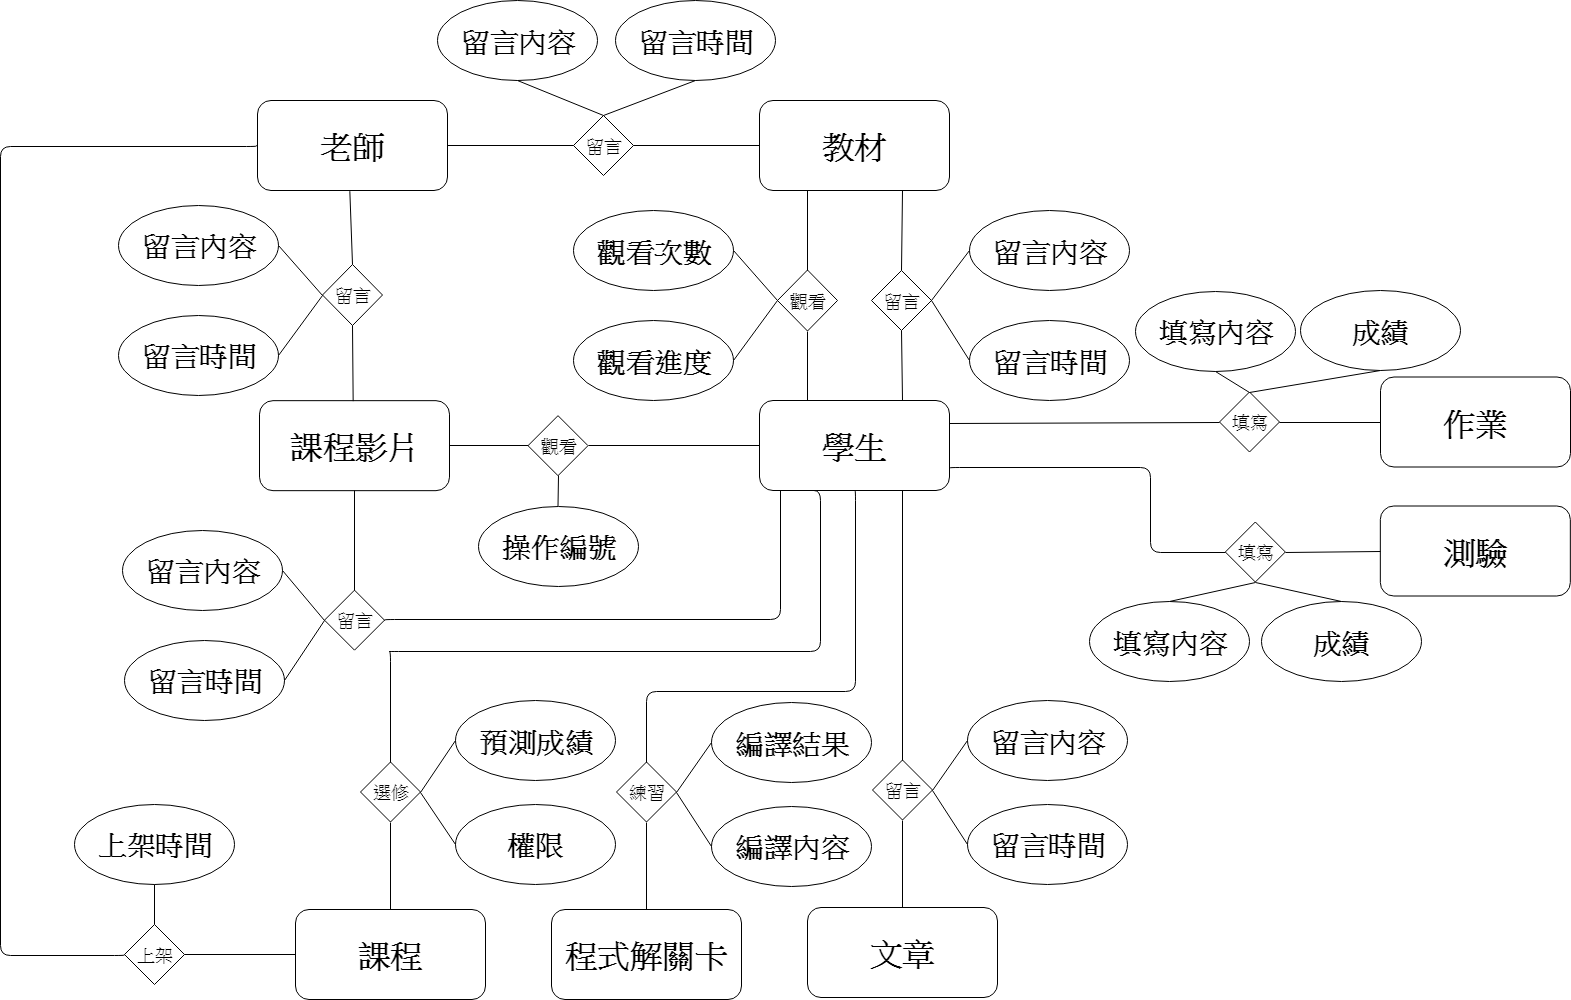 留言內容
留言時間
老師
留言
教材
留言內容
留言時間
留言
觀看次數
觀看進度
觀看
留言
留言內容
留言時間
填寫內容
成績
填寫
作業
課程影片
觀看
操作編號
學生
填寫
測驗
填寫內容
成績
留言內容
留言時間
留言
預測成績
權限
選修
編譯結果
編譯內容
練習
留言內容
留言時間
留言
上架時間
上架
課程
程式解關卡
文章